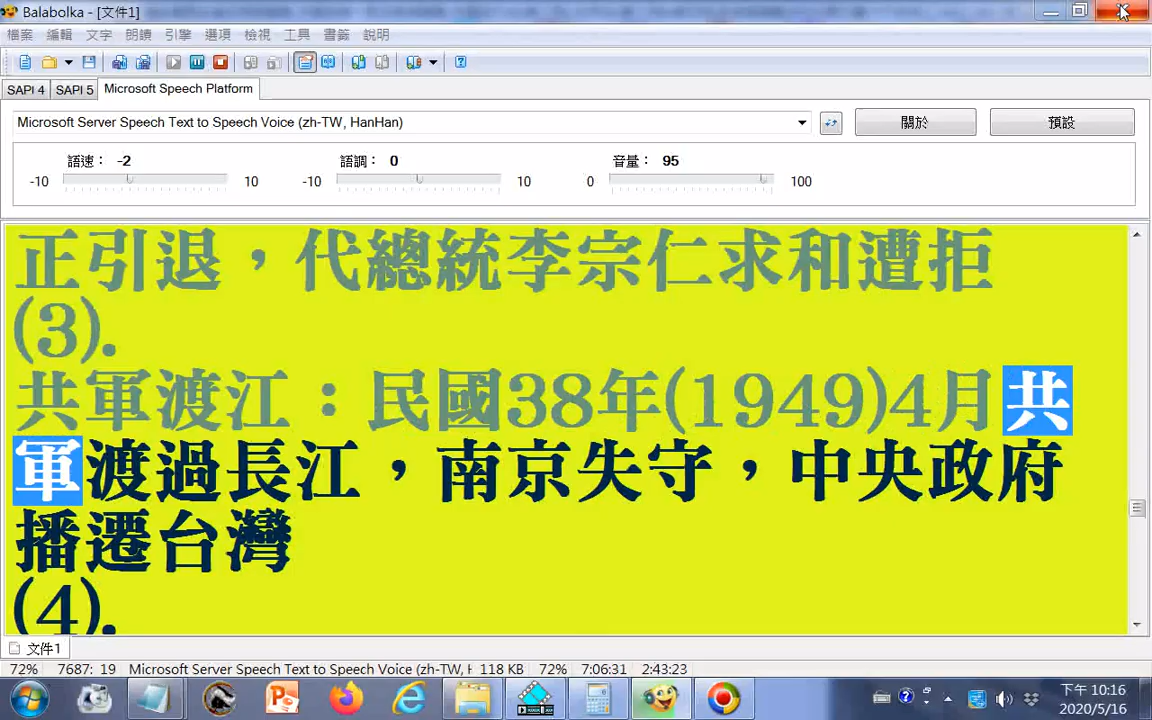 Balabolka - [文件1]
檔案 編輯 文字 朗讀 引擎 選項 檢視 工具 書籤 說明
SAPI 4 SAPI 5 Microsoft Speech Platform
Microsoft Server Speech Text to Speech Voice (zh-TW, HanHan) 關於 預設
語速： -2 語調： 0 音量： 95
-10 10 -10 10 0 100
正引退，代總統李宗仁求和遭拒
(3).
共軍渡江：民國38年(1949)4月共
軍渡過長江，南京失守，中央政府
播遷台灣
(4).
文件1
72% 7687: 19 Microsoft Server Speech Text to Speech Voice (zh-TW, H 118 KB 72% 7:06:31 2:43:23
下午 10:16
2020/5/16